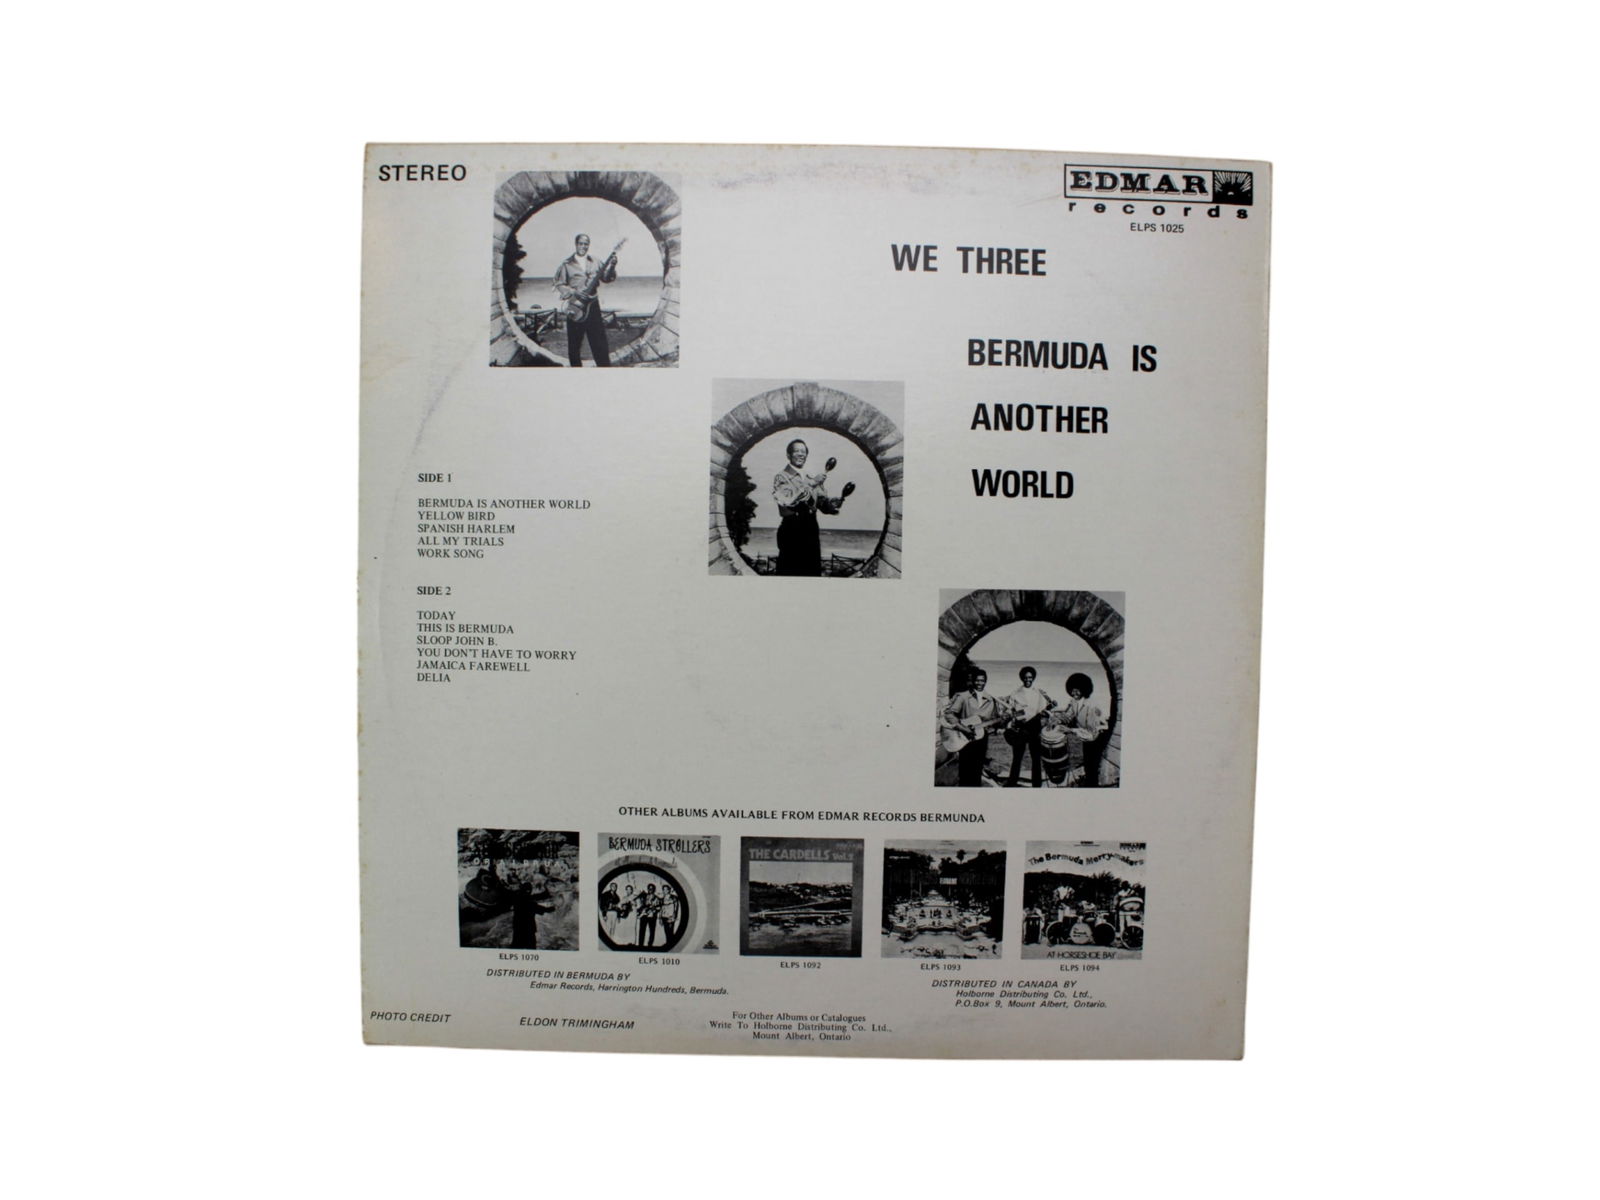 STEREO
EDMAR
records
ELPS 1025
WE THREE
BERMUDA IS
ANOTHER
WORLD
SIDE 1
BERMUDA IS ANOTHER WORLD
YELLOW BIRD
SPANISH HARLEM
ALL MY TRIALS
WORK SONG
SIDE 2
TODAY
THIS IS BERMUDA
SLOOP JOHN B.
YOU DON'T HAVE TO WORRY
JAMAICA FAREWELL
DELIA
OTHER ALBUMS AVAILABLE FROM EDMAR RECORDS BERMUNDA
BERMUDA STROLLERS
THE CARDELLS Vol.2
The Bermuda Merrymakers
AT HORSESHOE BAY
ELPS 1070
ELPS 1010
ELPS 1092
ELPS 1093
ELPS 1094
DISTRIBUTED IN BERMUDA BY
Edmar Records, Harrington Hundreds, Bermuda.
DISTRIBUTED IN CANADA BY
Holborne Distributing Co. Ltd.,
P.O.Box 9, Mount Albert, Ontario.
PHOTO CREDIT
ELDON TRIMINGHAM
For Other Albums or Catalogues
Write To Holborne Distributing Co. Ltd.,
Mount Albert, Ontario